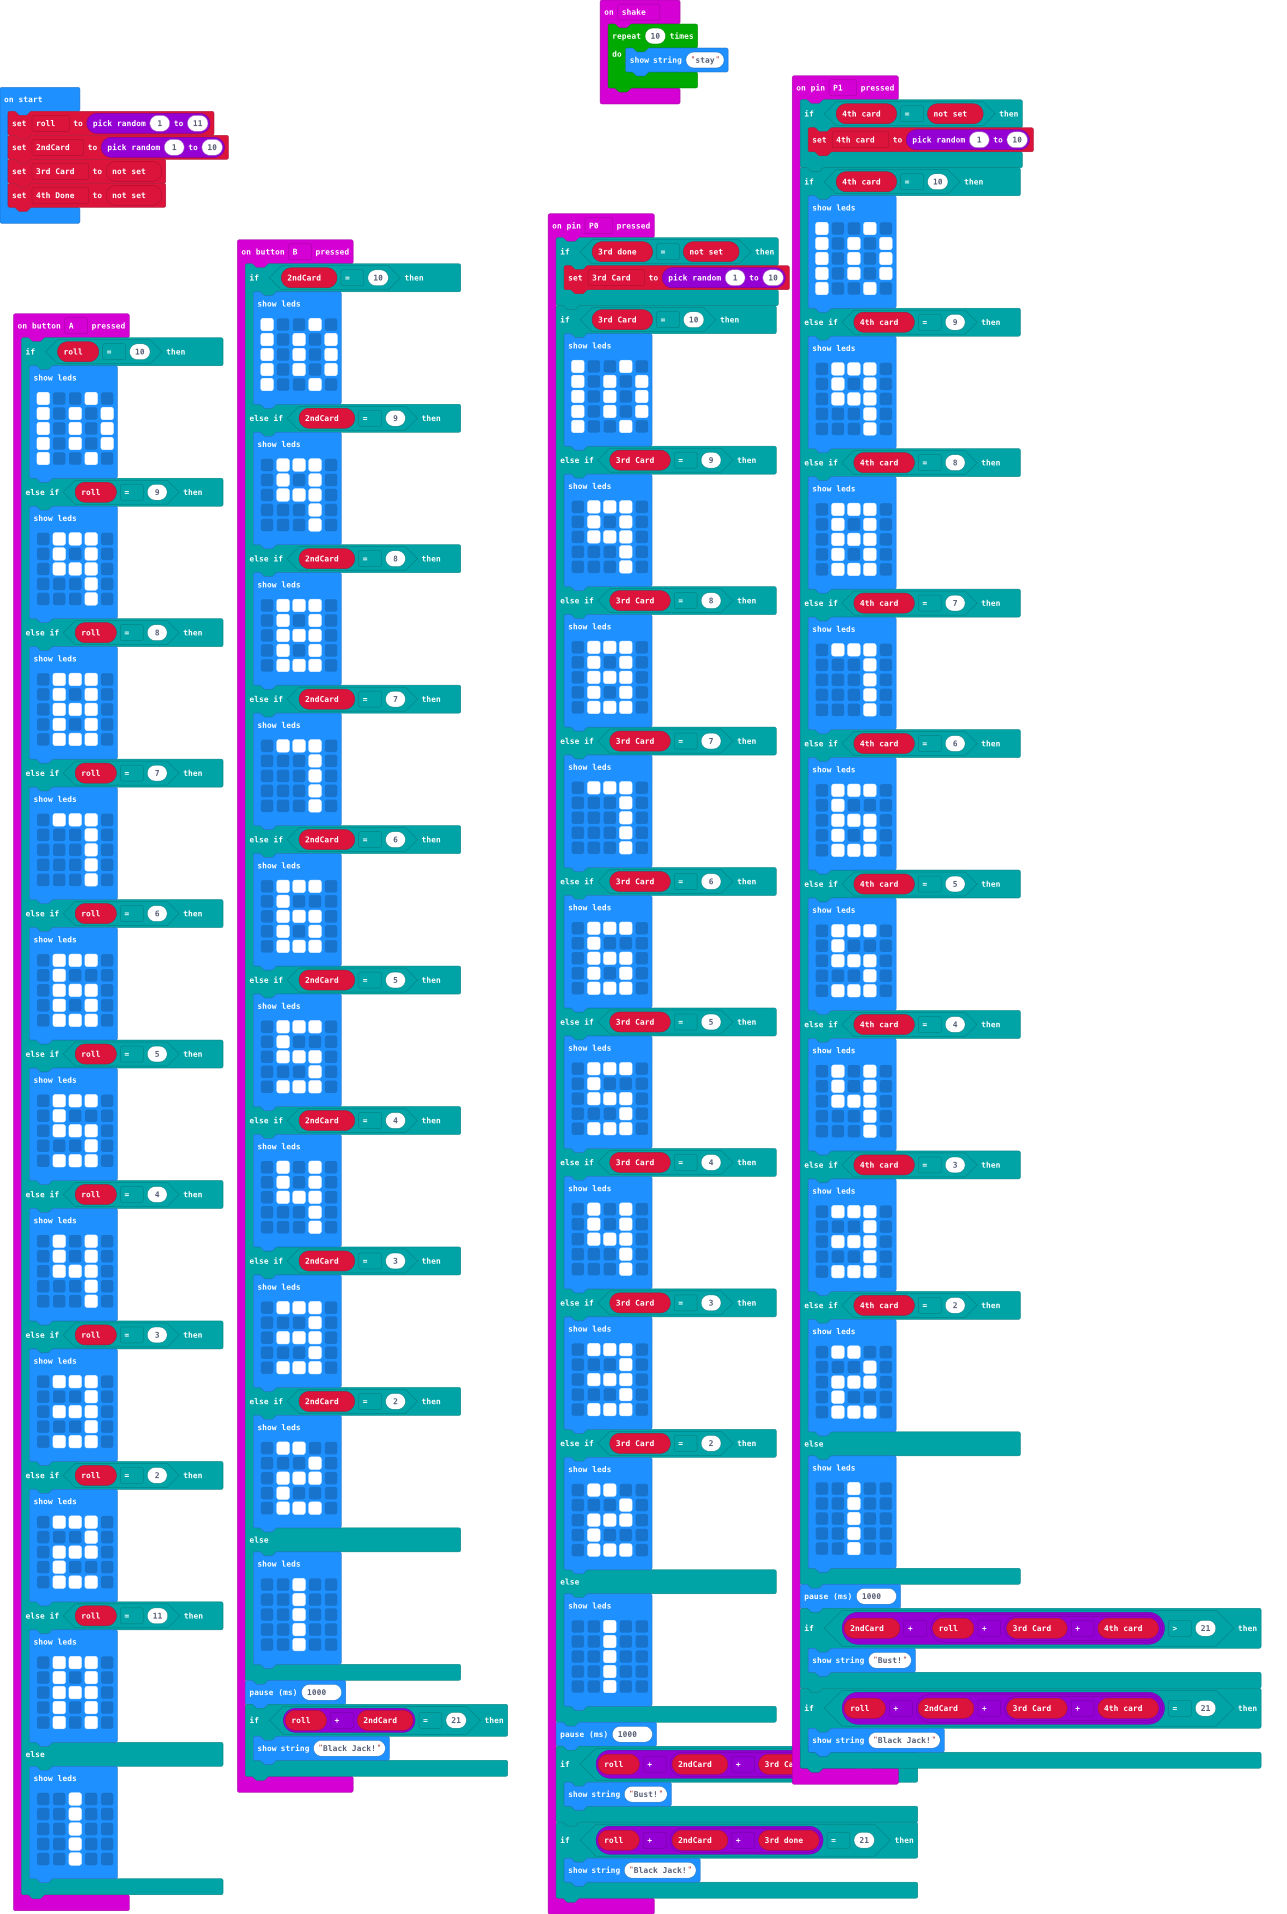 on start
set roll to pick random 1 to 11
set 2ndCard to pick random 1 to 10
set 3rd Card to not set
set 4th Done to not set
on button A pressed
if roll = 10 then
show leds
else if roll = 9 then
show leds
else if roll = 8 then
show leds
else if roll = 7 then
show leds
else if roll = 6 then
show leds
else if roll = 5 then
show leds
else if roll = 4 then
show leds
else if roll = 3 then
show leds
else if roll = 2 then
show leds
else if roll = 11 then
show leds
else
show leds
on button B pressed
if 2ndCard = 10 then
show leds
else if 2ndCard = 9 then
show leds
else if 2ndCard = 8 then
show leds
else if 2ndCard = 7 then
show leds
else if 2ndCard = 6 then
show leds
else if 2ndCard = 5 then
show leds
else if 2ndCard = 4 then
show leds
else if 2ndCard = 3 then
show leds
else if 2ndCard = 2 then
show leds
else
show leds
pause (ms) 1000
if roll + 2ndCard = 21 then
show string "Black Jack!"
on shake
repeat 10 times
do show string "stay"
on pin P0 pressed
if 3rd done = not set then
set 3rd Card to pick random 1 to 10
if 3rd Card = 10 then
show leds
else if 3rd Card = 9 then
show leds
else if 3rd Card = 8 then
show leds
else if 3rd Card = 7 then
show leds
else if 3rd Card = 6 then
show leds
else if 3rd Card = 5 then
show leds
else if 3rd Card = 4 then
show leds
else if 3rd Card = 3 then
show leds
else if 3rd Card = 2 then
show leds
else
show leds
pause (ms) 1000
if roll + 2ndCard + 3rd
show string "Bust!"
if roll + 2ndCard + 3rd done = 21 then
show string "Black Jack!"
on pin P1 pressed
if 4th card = not set then
set 4th card to pick random 1 to 10
if 4th card = 10 then
show leds
else if 4th card = 9 then
show leds
else if 4th card = 8 then
show leds
else if 4th card = 7 then
show leds
else if 4th card = 6 then
show leds
else if 4th card = 5 then
show leds
else if 4th card = 4 then
show leds
else if 4th card = 3 then
show leds
else if 4th card = 2 then
show leds
else
show leds
pause (ms) 1000
if 2ndCard + roll + 3rd Card + 4th card > 21 then
show string "Bust!"
if roll + 2ndCard + 3rd Card + 4th card = 21 then
show string "Black Jack!"